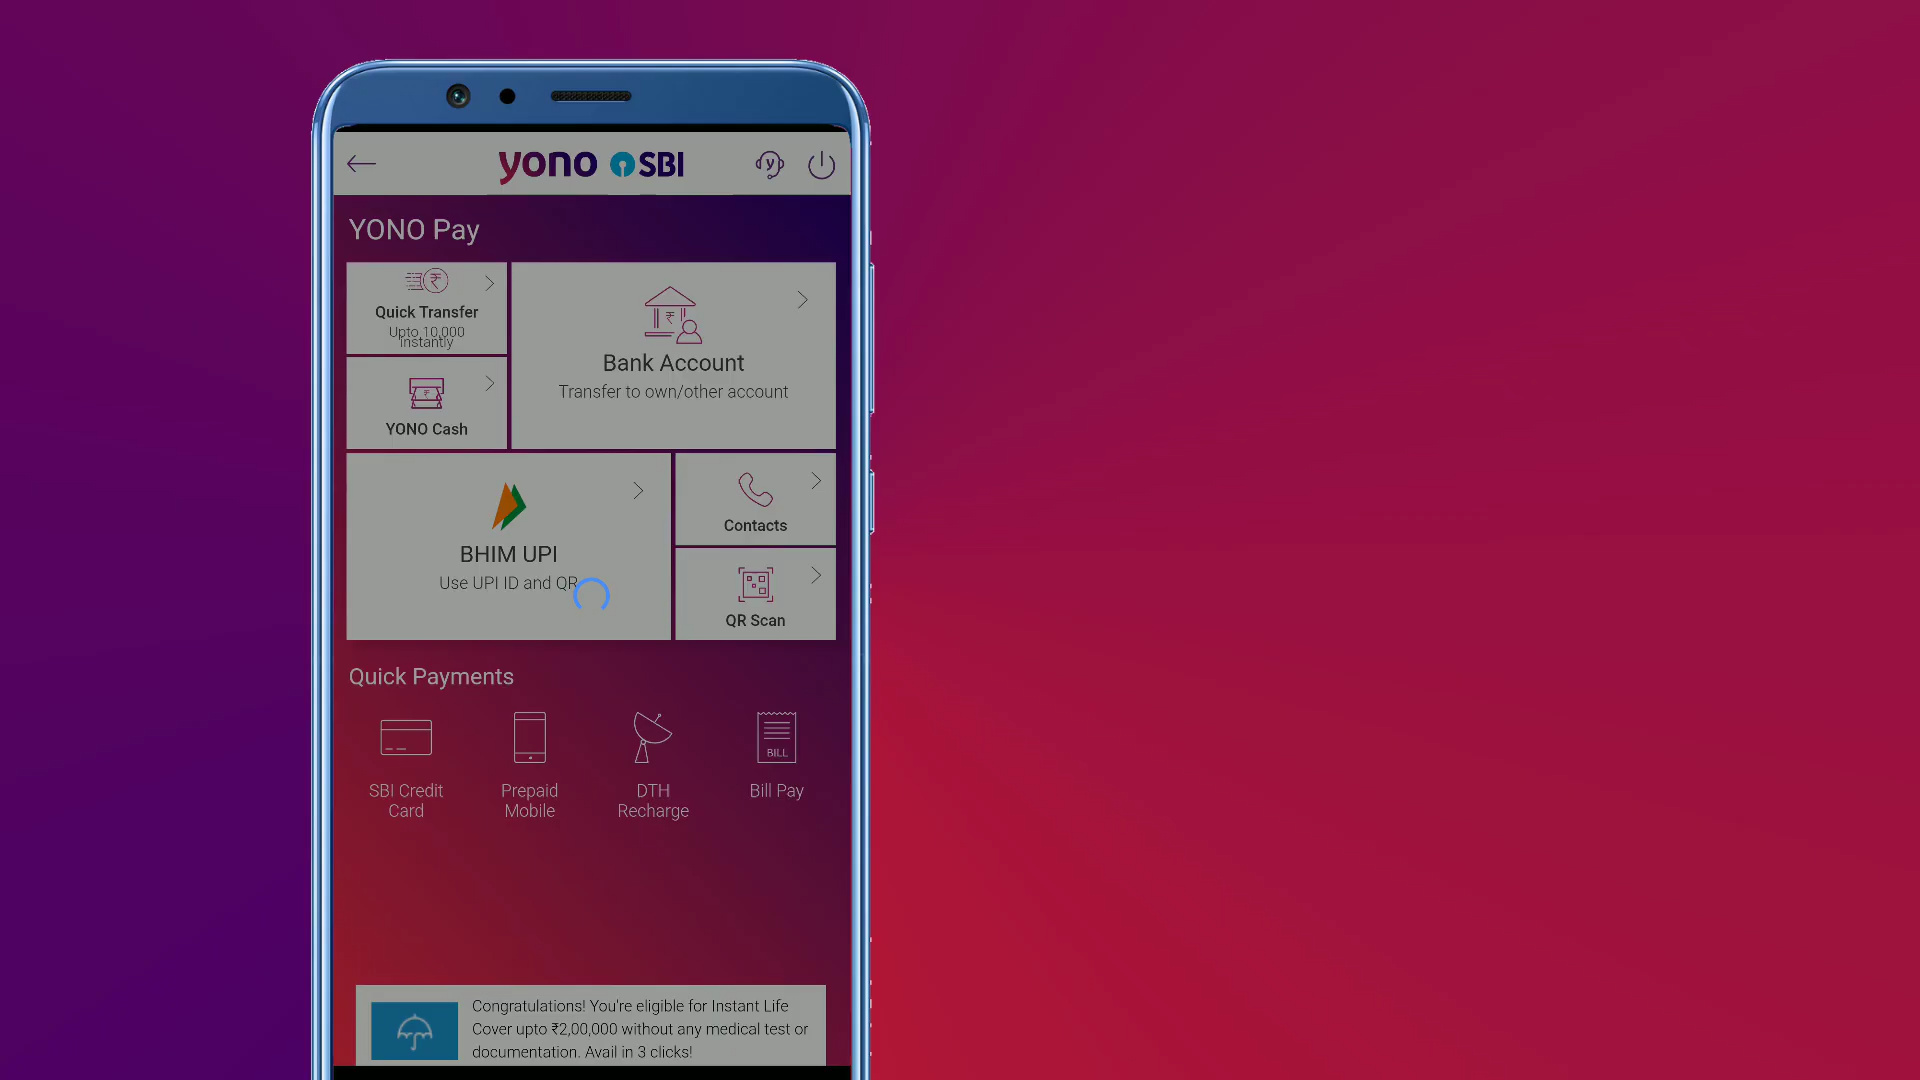 yono SBI
YONO Pay
Quick Transfer
Upto 10,000
instantly
Bank Account
Transfer to own/other account
YONO Cash
BHIM UPI
Use UPI ID and QR
Contacts
QR Scan
Quick Payments
BILL
SBI Credit
Card
Prepaid
Mobile
DTH
Recharge
Bill Pay
Congratulations! You're eligible for Instant Life
Cover upto ₹2,00,000 without any medical test or
documentation. Avail in 3 clicks!